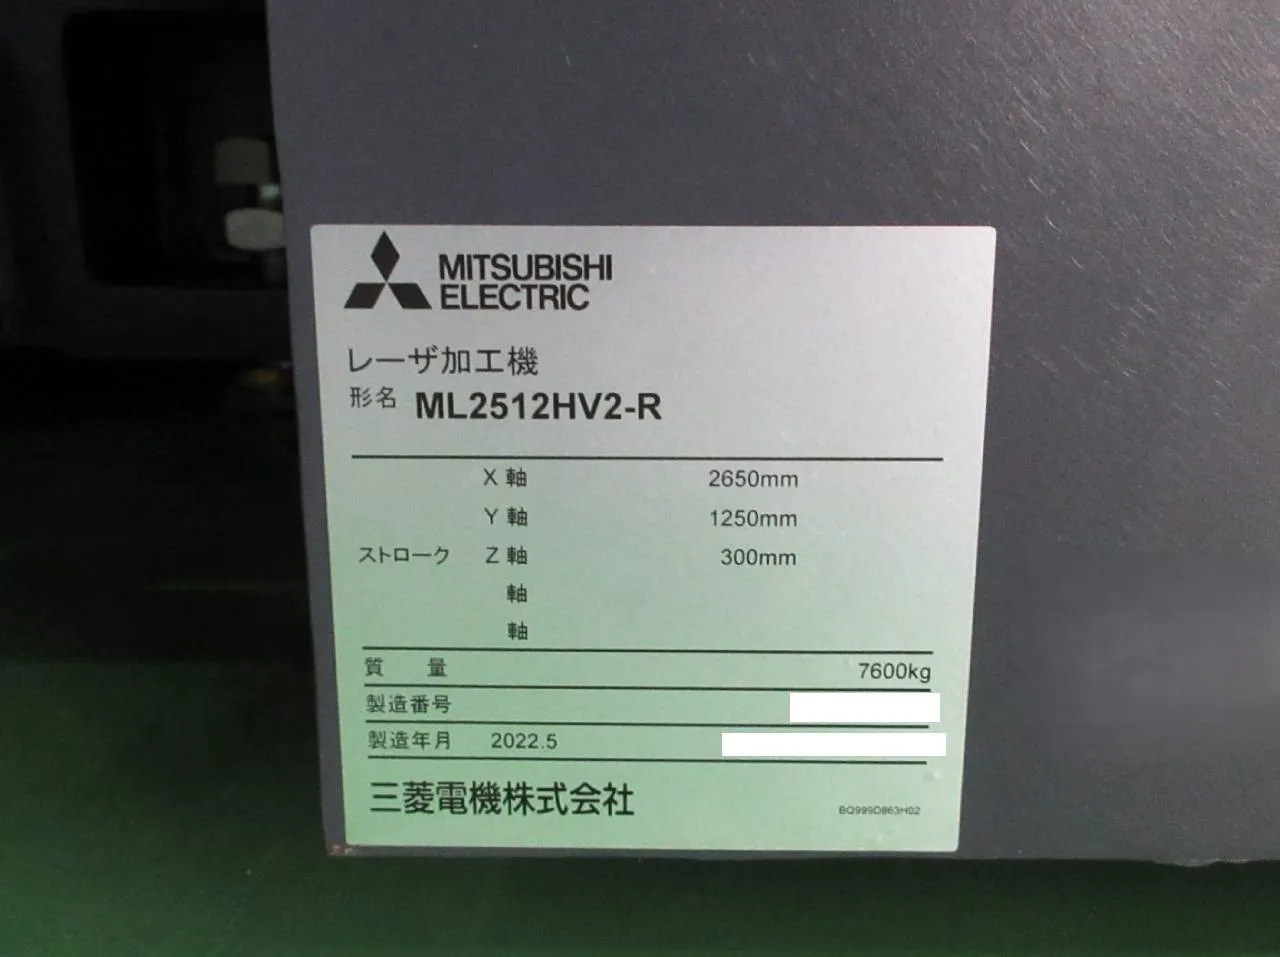 MITSUBISHI
ELECTRIC
レーザ加工機
形名 ML2512HV2-R
X 軸 2650mm
Y 軸 1250mm
ストローク Z 軸 300mm
軸
軸
質 量 7600kg
製造番号
製造年月 2022.5
三菱電機株式会社
BQ999D863H02